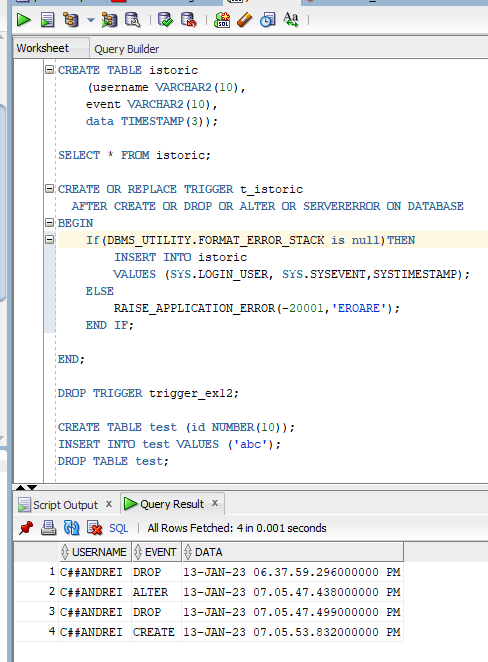 Worksheet Query Builder
CREATE TABLE istoric
(username VARCHAR2(10),
event VARCHAR2(10),
data TIMESTAMP(3));
SELECT * FROM istoric;
CREATE OR REPLACE TRIGGER t_istoric
AFTER CREATE OR DROP OR ALTER OR SERVERERROR ON DATABASE
BEGIN
If(DBMS_UTILITY.FORMAT_ERROR_STACK is null)THEN
INSERT INTO istoric
VALUES (SYS.LOGIN_USER, SYS.SYSEVENT,SYSTIMESTAMP);
ELSE
RAISE_APPLICATION_ERROR(-20001,'EROARE');
END IF;
END;
DROP TRIGGER trigger_ex12;
CREATE TABLE test (id NUMBER(10));
INSERT INTO test VALUES ('abc');
DROP TABLE test;
Script Output x Query Result x
SQL | All Rows Fetched: 4 in 0.001 seconds
USERNAME EVENT DATA
1 C##ANDREI DROP 13-JAN-23 06.37.59.296000000 PM
2 C##ANDREI ALTER 13-JAN-23 07.05.47.438000000 PM
3 C##ANDREI DROP 13-JAN-23 07.05.47.499000000 PM
4 C##ANDREI CREATE 13-JAN-23 07.05.53.832000000 PM